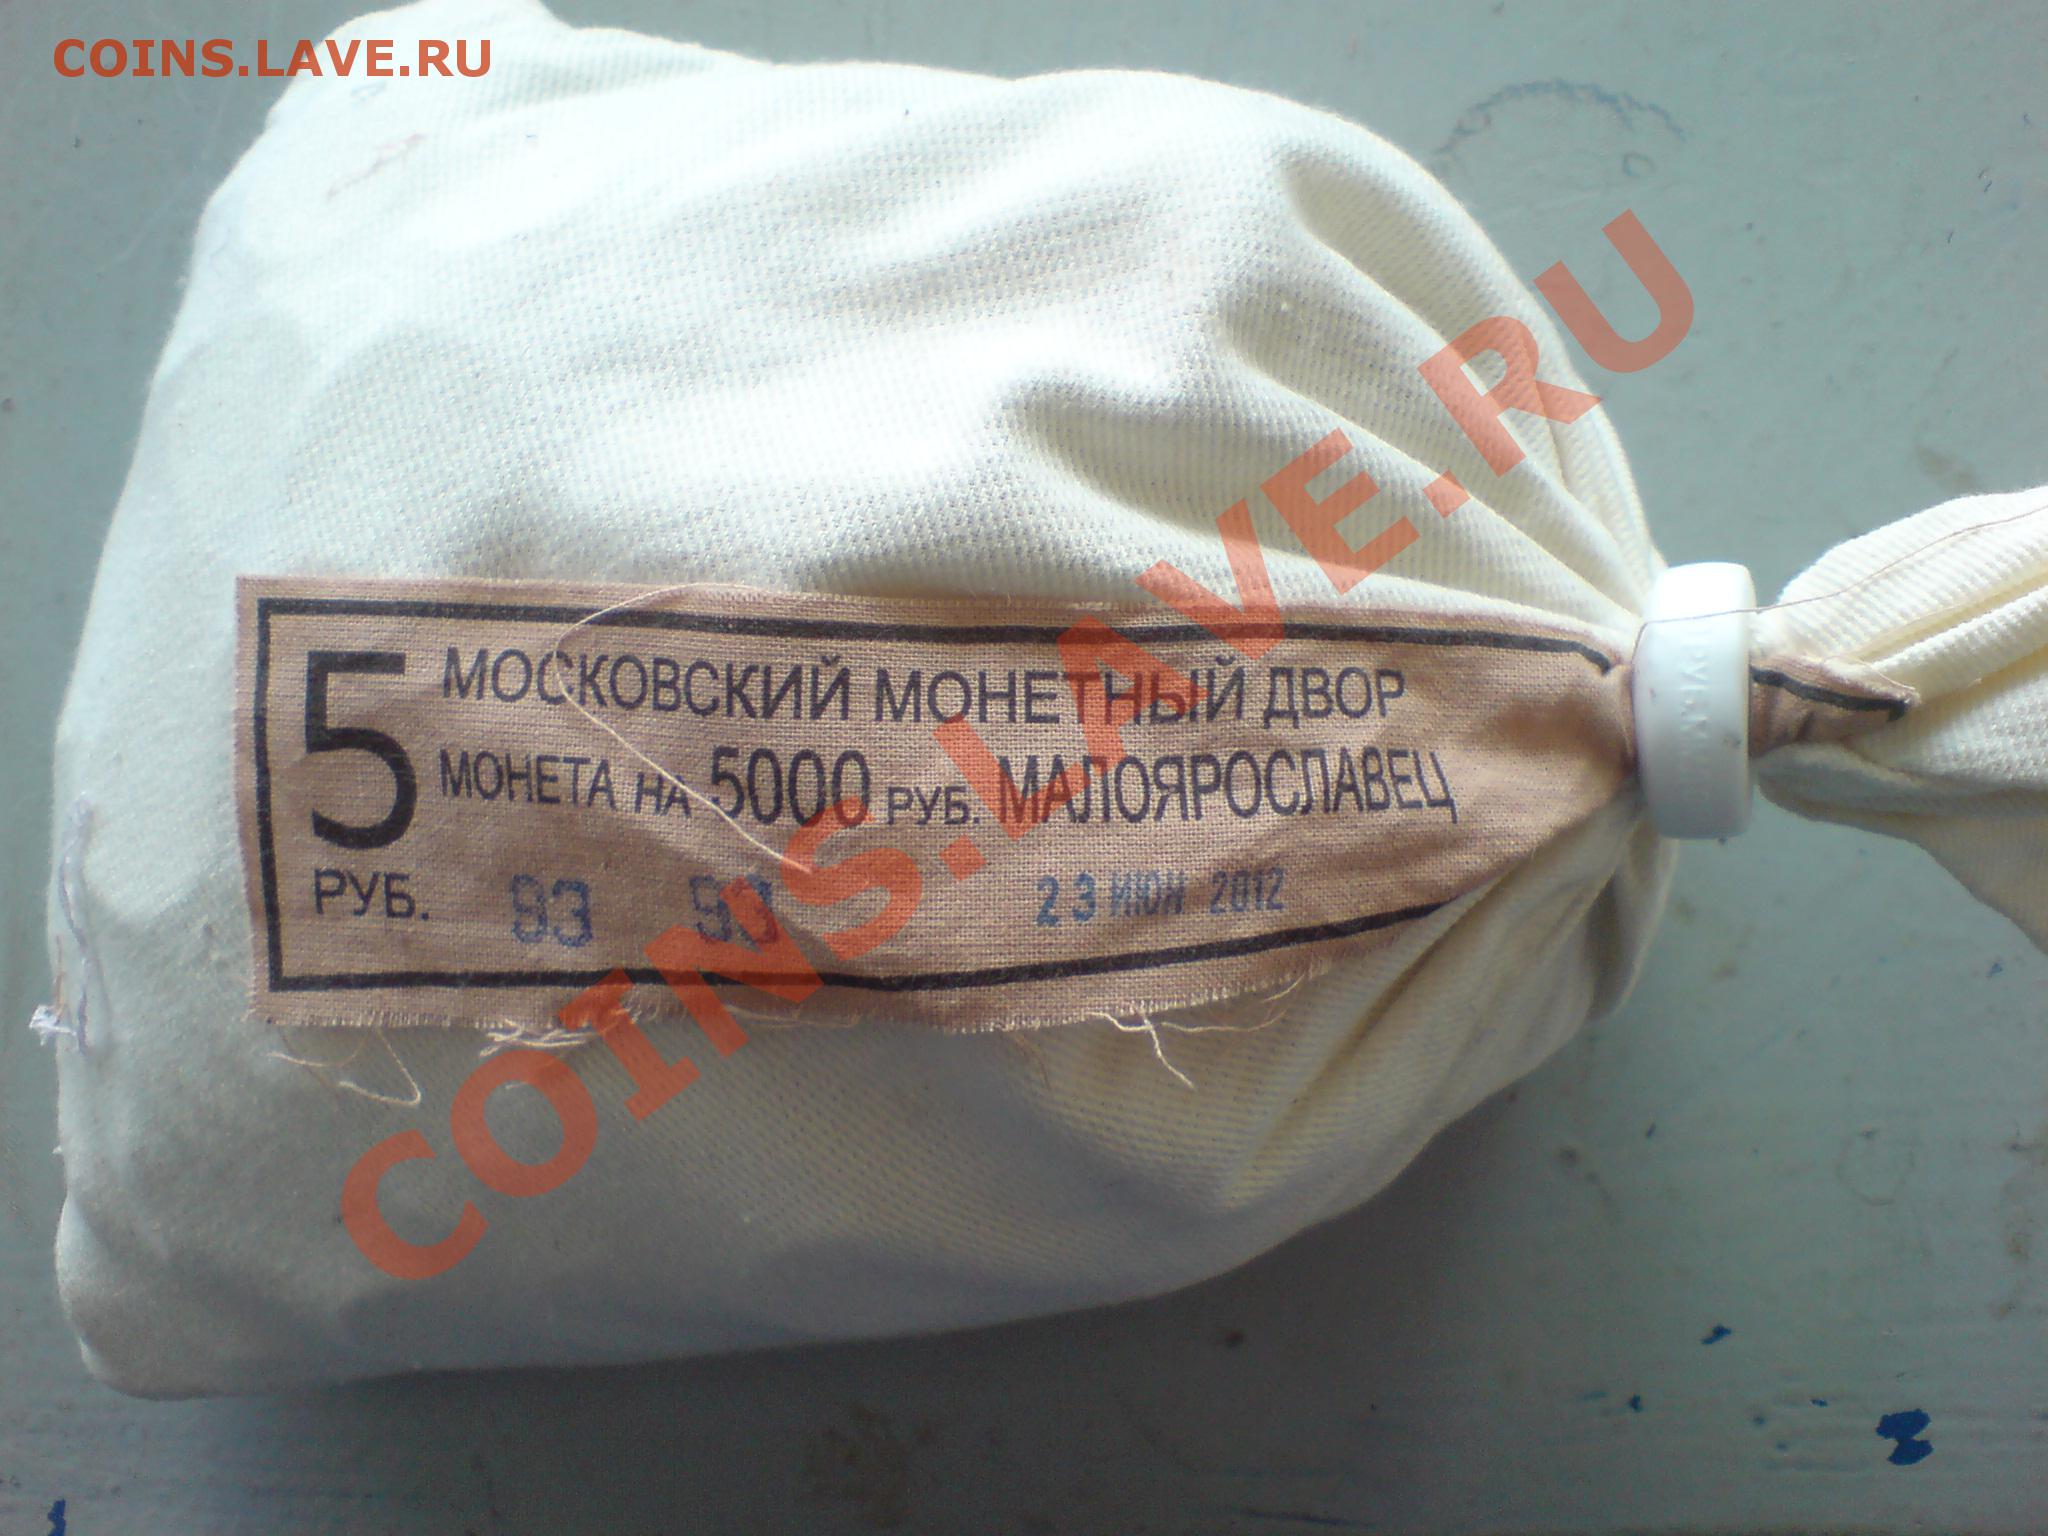 COINS.LAVE.RU
5 МОСКОВСКИЙ МОНЕТНЫЙ ДВОР
МОНЕТА НА 5000 РУБ. МАЛОЯРОСЛАВЕЦ
РУБ. 93 93 23 ИЮН 2012
COINS.LAVE.RU